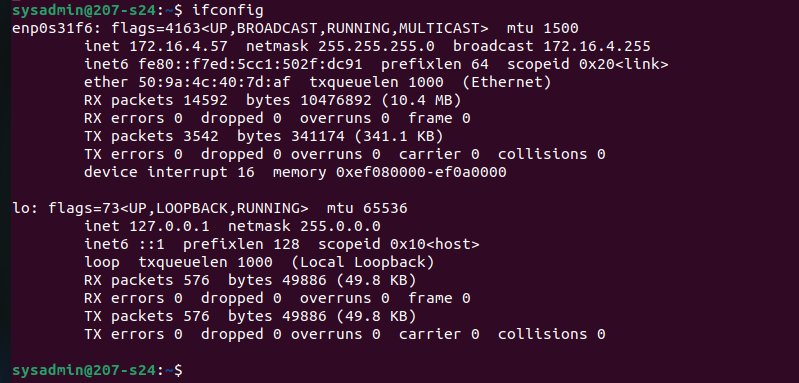 sysadmin@207-s24:~$ ifconfig
enp0s31f6: flags=4163<UP,BROADCAST,RUNNING,MULTICAST>  mtu 1500
        inet 172.16.4.57  netmask 255.255.255.0  broadcast 172.16.4.255
        inet6 fe80::f7ed:5cc1:502f:dc91  prefixlen 64  scopeid 0x20<link>
        ether 50:9a:4c:40:7d:af  txqueuelen 1000  (Ethernet)
        RX packets 14592  bytes 10476892 (10.4 MB)
        RX errors 0  dropped 0  overruns 0  frame 0
        TX packets 3542  bytes 341174 (341.1 KB)
        TX errors 0  dropped 0 overruns 0  carrier 0  collisions 0
        device interrupt 16  memory 0xef080000-ef0a0000

lo: flags=73<UP,LOOPBACK,RUNNING>  mtu 65536
        inet 127.0.0.1  netmask 255.0.0.0
        inet6 ::1  prefixlen 128  scopeid 0x10<host>
        loop  txqueuelen 1000  (Local Loopback)
        RX packets 576  bytes 49886 (49.8 KB)
        RX errors 0  dropped 0  overruns 0  frame 0
        TX packets 576  bytes 49886 (49.8 KB)
        TX errors 0  dropped 0 overruns 0  carrier 0  collisions 0

sysadmin@207-s24:~$